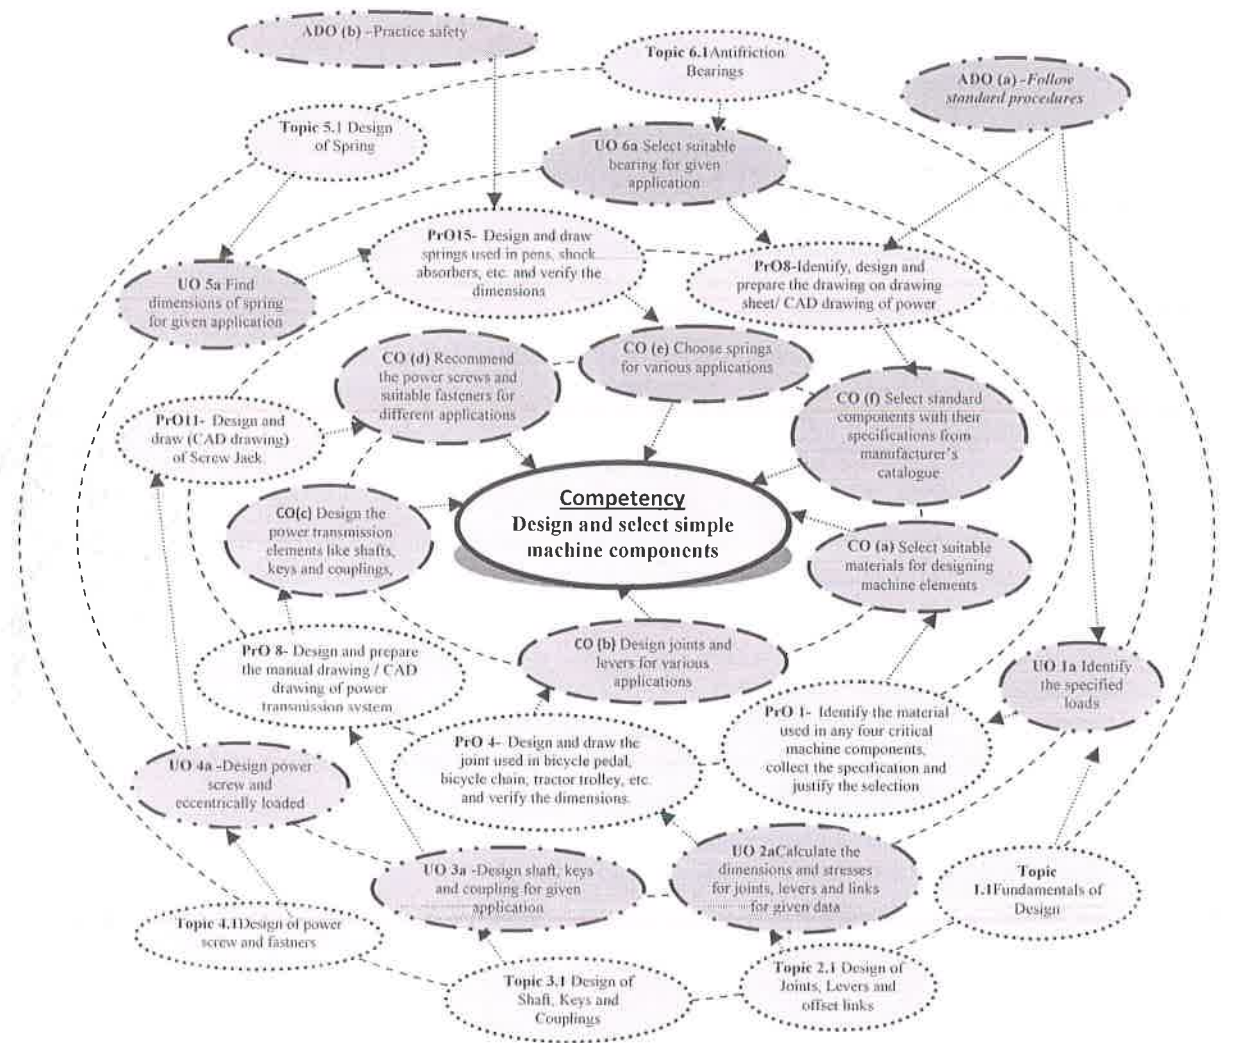 ADO (b) -Practice safety
Topic 6.1Antifriction
Bearings
ADO (a) -Follow
standard procedures
Topic 5.1 Design
of Spring
UO 6a Select suitable
bearing for given
application
PrO15- Design and draw
springs used in pens, shock
absorbers, etc. and verify the
dimensions
PrO8-Identify, design and
prepare the drawing on drawing
sheet/ CAD drawing of power
UO 5a Find
dimensions of spring
for given application
CO (d) Recommend
the power screws and
suitable fasteners for
different applications
CO (e) Choose springs
for various applications
CO (f) Select standard
components with their
specifications from
manufacturer's
catalogue
PrO11- Design and
draw (CAD drawing)
of Screw Jack.
Competency
Design and select simple
machine components
CO(c) Design the
power transmission
elements like shafts,
keys and couplings,
CO (a) Select suitable
materials for designing
machine elements
CO (b) Design joints and
levers for various
applications
PrO 8- Design and prepare
the manual drawing / CAD
drawing of power
transmission system
UO 1a Identify
the specified
loads
PrO 1- Identify the material
used in any four critical
machine components,
collect the specification and
justify the selection
PrO 4- Design and draw the
joint used in bicycle pedal,
bicycle chain, tractor trolley, etc.
and verify the dimensions.
UO 4a -Design power
screw and
eccentrically loaded
UO 3a -Design shaft, keys
and coupling for given
application
UO 2aCalculate the
dimensions and stresses
for joints, levers and links
for given data
Topic
1.1Fundamentals of
Design
Topic 4.1Design of power
screw and fastners
Topic 3.1 Design of
Shaft, Keys and
Couplings
Topic 2.1 Design of
Joints, Levers and
offset links